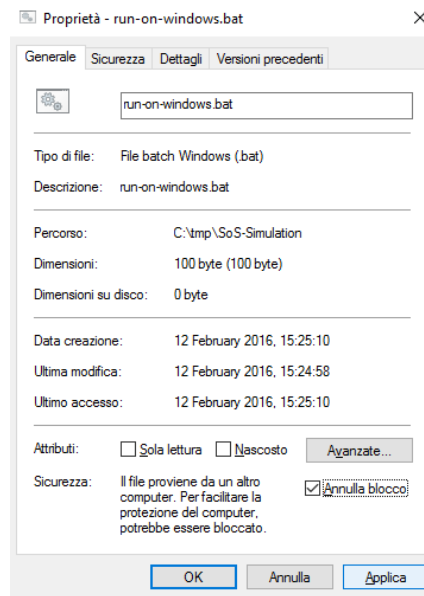 Proprietà - run-on-windows.bat
Generale Sicurezza Dettagli Versioni precedenti
run-on-windows.bat
Tipo di file: File batch Windows (.bat)
Descrizione: run-on-windows.bat
Percorso: C:\tmp\SoS-Simulation
Dimensioni: 100 byte (100 byte)
Dimensioni su disco: 0 byte
Data creazione: 12 February 2016, 15:25:10
Ultima modifica: 12 February 2016, 15:24:58
Ultimo accesso: 12 February 2016, 15:25:10
Attributi: Sola lettura Nascosto Avanzate...
Sicurezza: Il file proviene da un altro
computer. Per facilitare la
protezione del computer,
potrebbe essere bloccato.
Annulla blocco
OK Annulla Applica